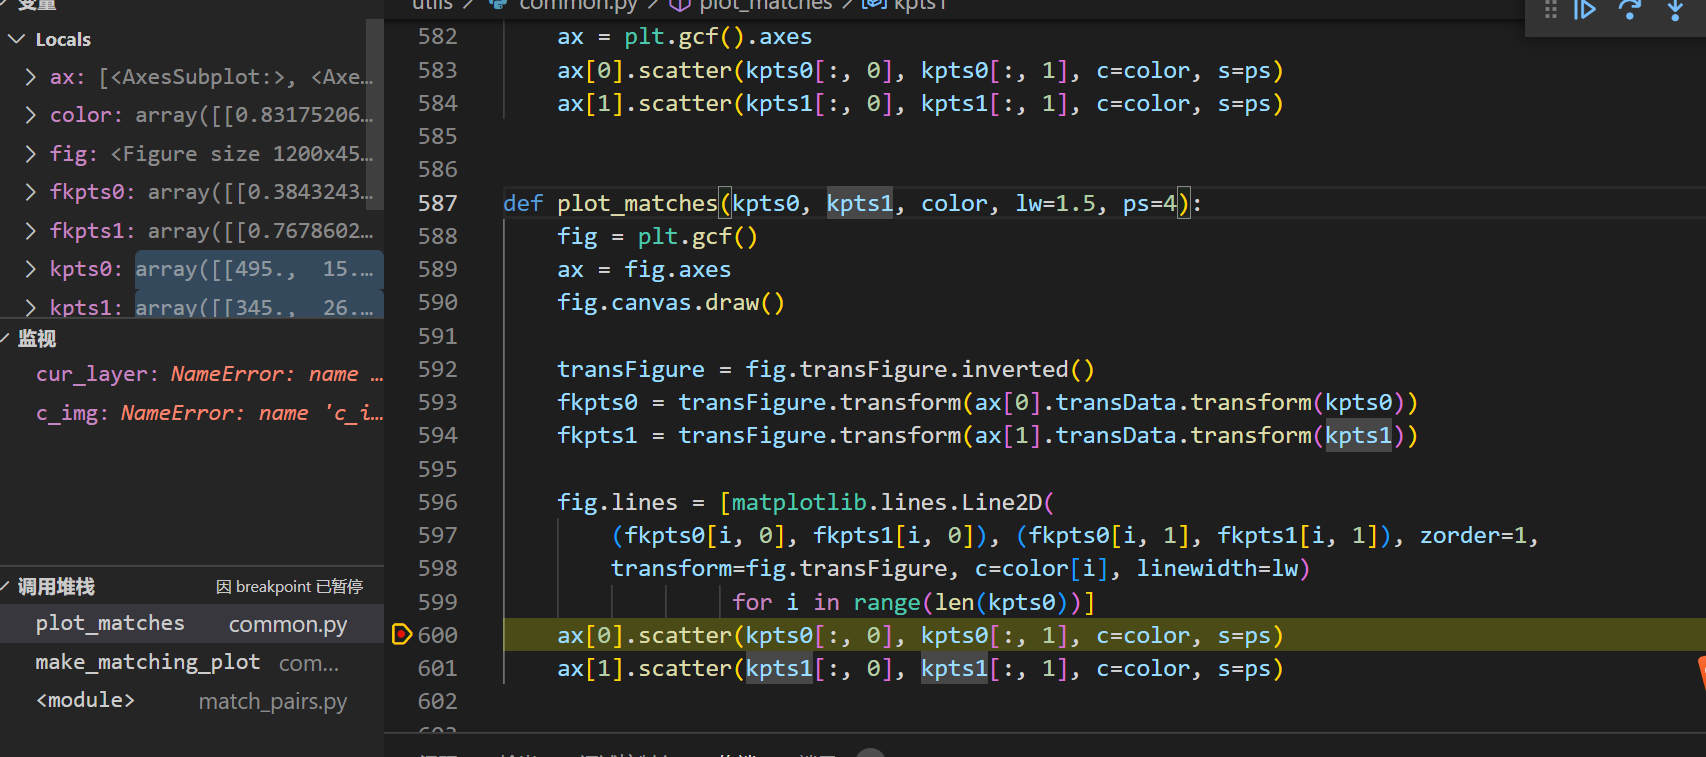 变量
Locals
ax: [<AxesSubplot:>, <Axe…
color: array([[0.83175206…
fig: <Figure size 1200x45…
fkpts0: array([[0.3843243…
fkpts1: array([[0.7678602…
kpts0: array([[495., 15.…
kpts1: array([[345., 26.…
监视
cur_layer: NameError: name …
c_img: NameError: name 'c_i…
调用堆栈 因 breakpoint 已暂停
plot_matches common.py
make_matching_plot com…
<module> match_pairs.py
utils > common.py > plot_matches > kpts1
582 ax = plt.gcf().axes
583 ax[0].scatter(kpts0[:, 0], kpts0[:, 1], c=color, s=ps)
584 ax[1].scatter(kpts1[:, 0], kpts1[:, 1], c=color, s=ps)
585
586
587 def plot_matches(kpts0, kpts1, color, lw=1.5, ps=4):
588 fig = plt.gcf()
589 ax = fig.axes
590 fig.canvas.draw()
591
592 transFigure = fig.transFigure.inverted()
593 fkpts0 = transFigure.transform(ax[0].transData.transform(kpts0))
594 fkpts1 = transFigure.transform(ax[1].transData.transform(kpts1))
595
596 fig.lines = [matplotlib.lines.Line2D(
597 (fkpts0[i, 0], fkpts1[i, 0]), (fkpts0[i, 1], fkpts1[i, 1]), zorder=1,
598 transform=fig.transFigure, c=color[i], linewidth=lw)
599 for i in range(len(kpts0))]
600 ax[0].scatter(kpts0[:, 0], kpts0[:, 1], c=color, s=ps)
601 ax[1].scatter(kpts1[:, 0], kpts1[:, 1], c=color, s=ps)
602